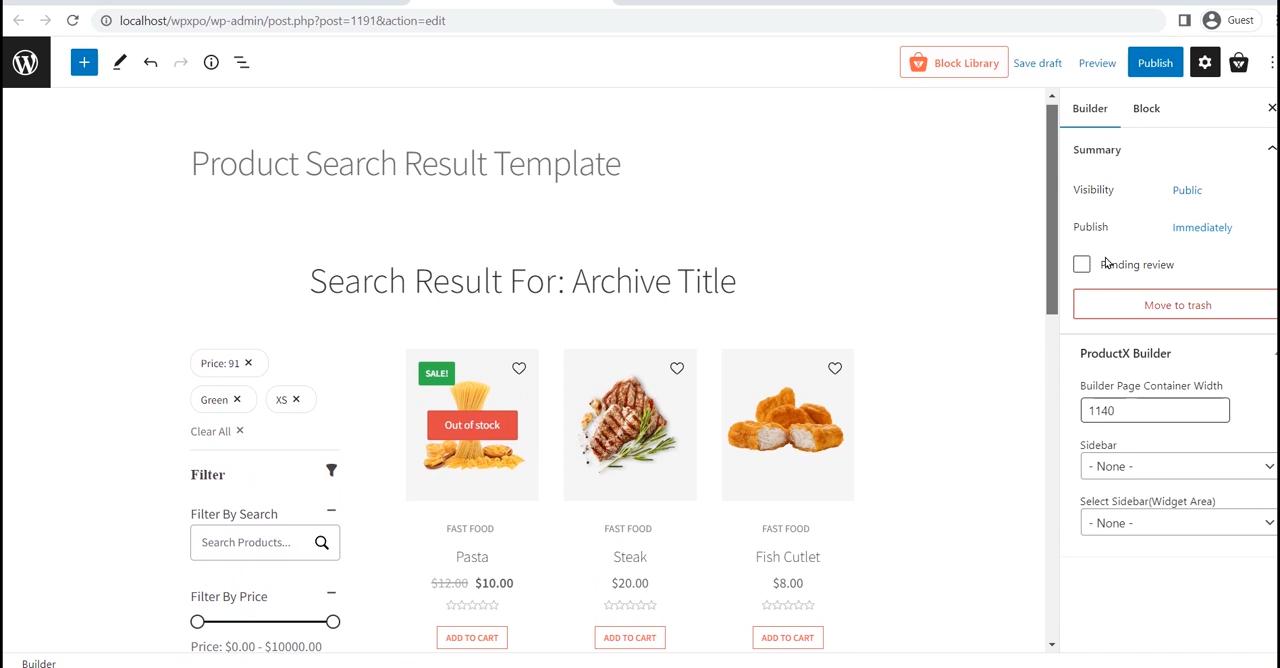 localhost/wpxpo/wp-admin/post.php?post=1191&action=edit
Guest
Block Library
Save draft
Preview
Publish
Builder
Block
Summary
Visibility
Public
Publish
Immediately
Pending review
Move to trash
ProductX Builder
Builder Page Container Width
1140
Sidebar
- None -
Select Sidebar(Widget Area)
- None -
Product Search Result Template
Search Result For: Archive Title
Price: 91 ×
Green ×
XS ×
Clear All ×
Filter
Filter By Search
Search Products...
Filter By Price
Price: $0.00 - $10000.00
SALE!
Out of stock
FAST FOOD
Pasta
$12.00 $10.00
ADD TO CART
FAST FOOD
Steak
$20.00
ADD TO CART
FAST FOOD
Fish Cutlet
$8.00
ADD TO CART
Builder